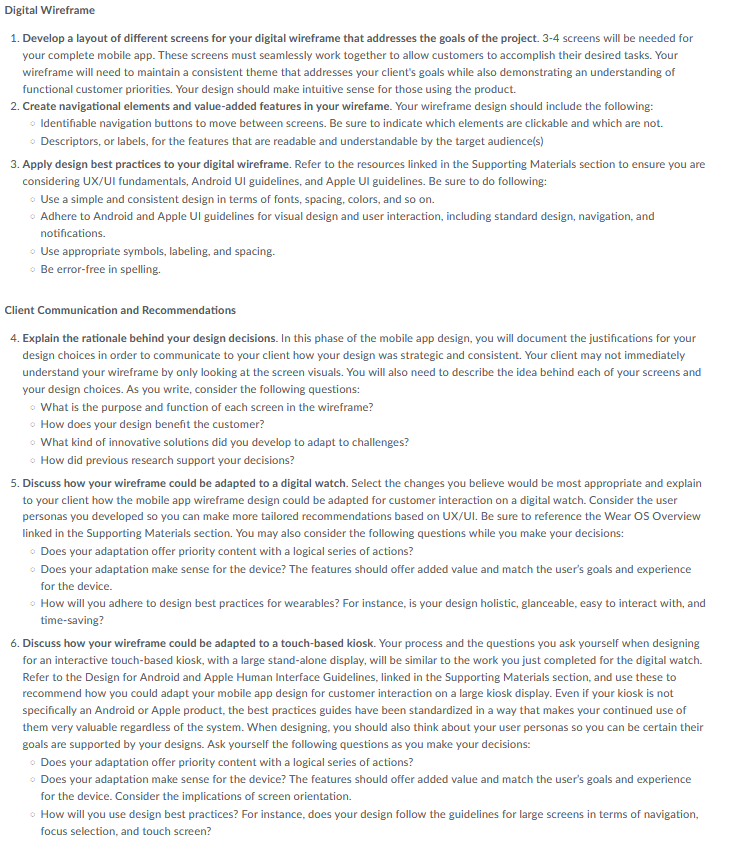 Digital Wireframe
1. Develop a layout of different screens for your digital wireframe that addresses the goals of the project. 3-4 screens will be needed for
your complete mobile app. These screens must seamlessly work together to allow customers to accomplish their desired tasks. Your
wireframe will need to maintain a consistent theme that addresses your client's goals while also demonstrating an understanding of
functional customer priorities. Your design should make intuitive sense for those using the product.
2. Create navigational elements and value-added features in your wirefame. Your wireframe design should include the following:
○ Identifiable navigation buttons to move between screens. Be sure to indicate which elements are clickable and which are not.
○ Descriptors, or labels, for the features that are readable and understandable by the target audience(s)
3. Apply design best practices to your digital wireframe. Refer to the resources linked in the Supporting Materials section to ensure you are
considering UX/UI fundamentals, Android UI guidelines, and Apple UI guidelines. Be sure to do following:
○ Use a simple and consistent design in terms of fonts, spacing, colors, and so on.
○ Adhere to Android and Apple UI guidelines for visual design and user interaction, including standard design, navigation, and
notifications.
○ Use appropriate symbols, labeling, and spacing.
○ Be error-free in spelling.
Client Communication and Recommendations
4. Explain the rationale behind your design decisions. In this phase of the mobile app design, you will document the justifications for your
design choices in order to communicate to your client how your design was strategic and consistent. Your client may not immediately
understand your wireframe by only looking at the screen visuals. You will also need to describe the idea behind each of your screens and
your design choices. As you write, consider the following questions:
○ What is the purpose and function of each screen in the wireframe?
○ How does your design benefit the customer?
○ What kind of innovative solutions did you develop to adapt to challenges?
○ How did previous research support your decisions?
5. Discuss how your wireframe could be adapted to a digital watch. Select the changes you believe would be most appropriate and explain
to your client how the mobile app wireframe design could be adapted for customer interaction on a digital watch. Consider the user
personas you developed so you can make more tailored recommendations based on UX/UI. Be sure to reference the Wear OS Overview
linked in the Supporting Materials section. You may also consider the following questions while you make your decisions:
○ Does your adaptation offer priority content with a logical series of actions?
○ Does your adaptation make sense for the device? The features should offer added value and match the user's goals and experience
for the device.
○ How will you adhere to design best practices for wearables? For instance, is your design holistic, glanceable, easy to interact with, and
time-saving?
6. Discuss how your wireframe could be adapted to a touch-based kiosk. Your process and the questions you ask yourself when designing
for an interactive touch-based kiosk, with a large stand-alone display, will be similar to the work you just completed for the digital watch.
Refer to the Design for Android and Apple Human Interface Guidelines, linked in the Supporting Materials section, and use these to
recommend how you could adapt your mobile app design for customer interaction on a large kiosk display. Even if your kiosk is not
specifically an Android or Apple product, the best practices guides have been standardized in a way that makes your continued use of
them very valuable regardless of the system. When designing, you should also think about your user personas so you can be certain their
goals are supported by your designs. Ask yourself the following questions as you make your decisions:
○ Does your adaptation offer priority content with a logical series of actions?
○ Does your adaptation make sense for the device? The features should offer added value and match the user's goals and experience
for the device. Consider the implications of screen orientation.
○ How will you use design best practices? For instance, does your design follow the guidelines for large screens in terms of navigation,
focus selection, and touch screen?